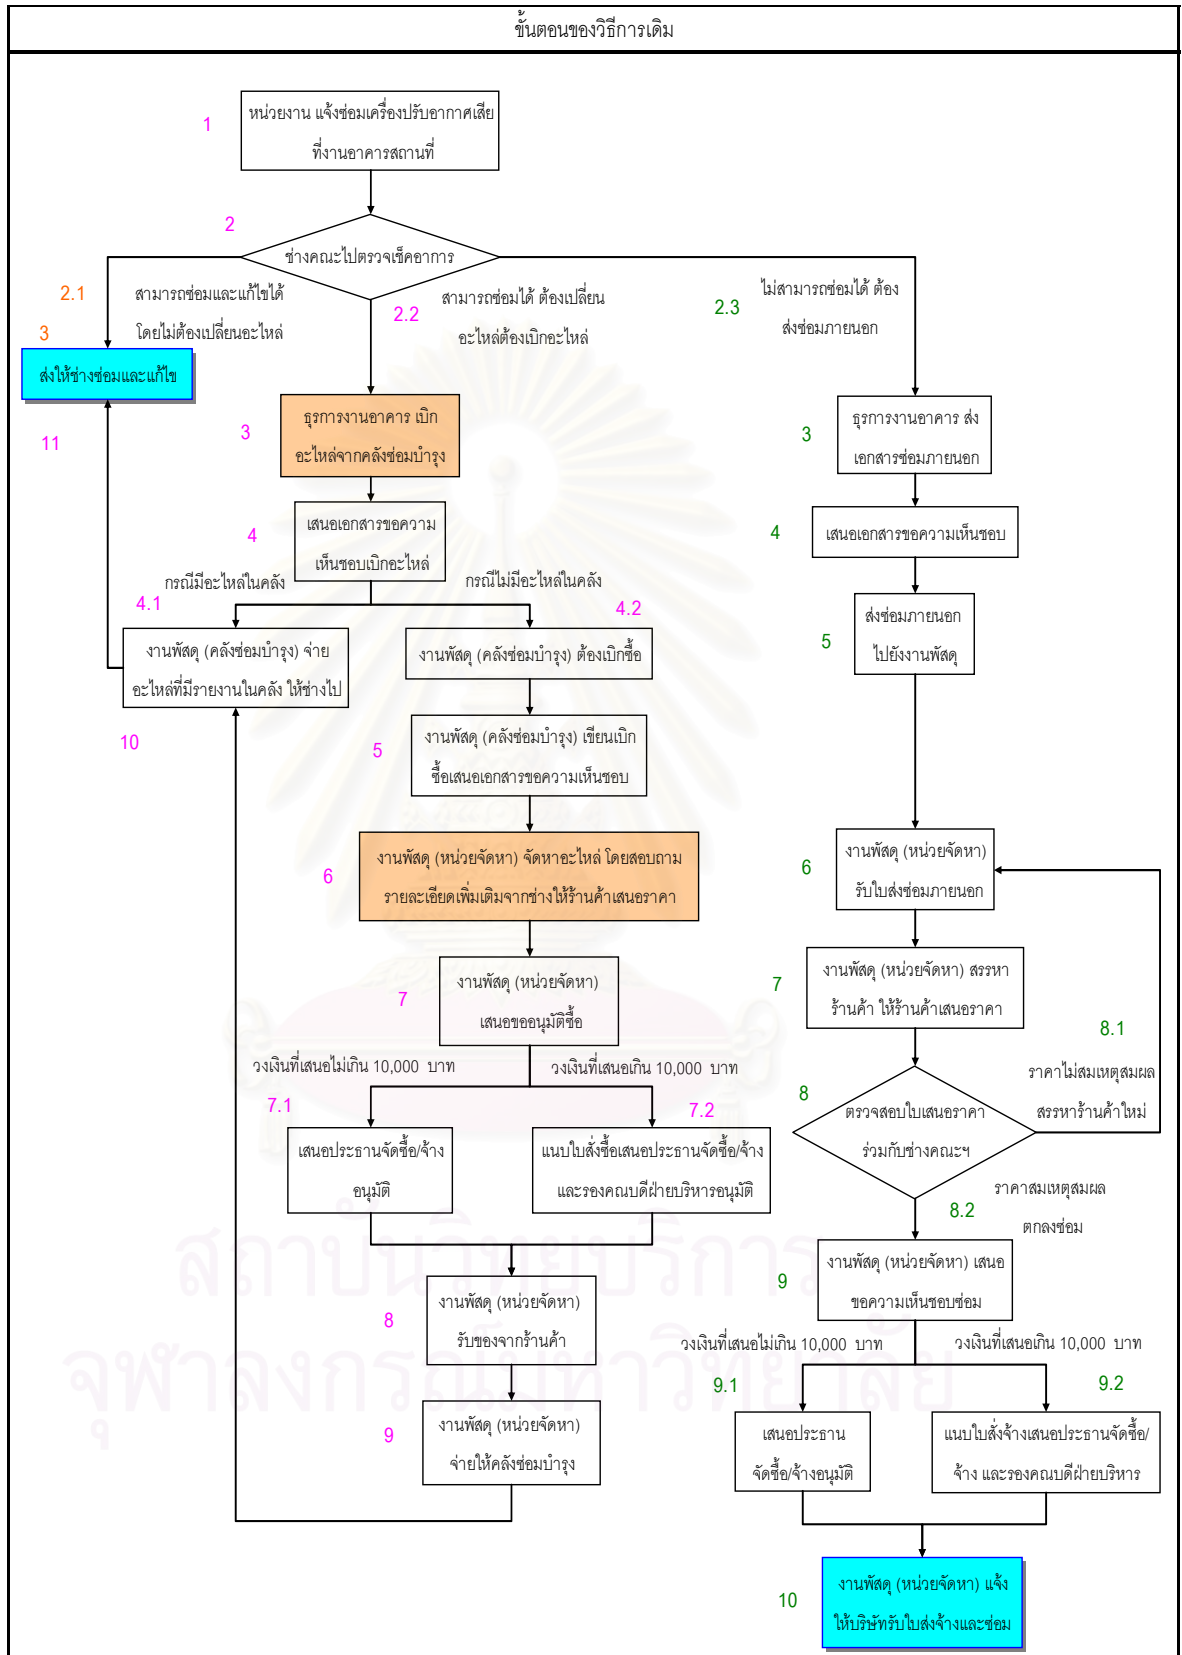 ขั้นตอนของวิธีการเดิม
1
หน่วยงาน แจ้งซ่อมเครื่องปรับอากาศเสีย
ที่งานอาคารสถานที่
2
ช่างคณะไปตรวจเช็คอาการ
2.1
สามารถซ่อมและแก้ไขได้
โดยไม่ต้องเปลี่ยนอะไหล่
2.2
สามารถซ่อมได้ ต้องเปลี่ยน
อะไหล่ต้องเบิกอะไหล่
2.3
ไม่สามารถซ่อมได้ ต้อง
ส่งซ่อมภายนอก
3
ส่งให้ช่างซ่อมและแก้ไข
11
3
ธุรการงานอาคาร เบิก
อะไหล่จากคลังซ่อมบำรุง
4
เสนอเอกสารขอความ
เห็นชอบเบิกอะไหล่
กรณีมีอะไหล่ในคลัง
กรณีไม่มีอะไหล่ในคลัง
4.1
งานพัสดุ (คลังซ่อมบำรุง) จ่าย
อะไหล่ที่มีรายงานในคลัง ให้ช่างไป
10
4.2
งานพัสดุ (คลังซ่อมบำรุง) ต้องเบิกซื้อ
5
งานพัสดุ (คลังซ่อมบำรุง) เขียนเบิก
ซื้อเสนอเอกสารขอความเห็นชอบ
6
งานพัสดุ (หน่วยจัดหา) จัดหาอะไหล่ โดยสอบถาม
รายละเอียดเพิ่มเติมจากช่างให้ร้านค้าเสนอราคา
7
งานพัสดุ (หน่วยจัดหา)
เสนอขออนุมัติซื้อ
วงเงินที่เสนอไม่เกิน 10,000 บาท
วงเงินที่เสนอเกิน 10,000 บาท
7.1
เสนอประธานจัดซื้อ/จ้าง
อนุมัติ
7.2
แนบใบสั่งซื้อเสนอประธานจัดซื้อ/จ้าง
และรองคณบดีฝ่ายบริหารอนุมัติ
8
งานพัสดุ (หน่วยจัดหา)
รับของจากร้านค้า
9
งานพัสดุ (หน่วยจัดหา)
จ่ายให้คลังซ่อมบำรุง
3
ธุรการงานอาคาร ส่ง
เอกสารซ่อมภายนอก
4
เสนอเอกสารขอความเห็นชอบ
5
ส่งซ่อมภายนอก
ไปยังงานพัสดุ
6
งานพัสดุ (หน่วยจัดหา)
รับใบส่งซ่อมภายนอก
7
งานพัสดุ (หน่วยจัดหา) สรรหา
ร้านค้า ให้ร้านค้าเสนอราคา
8
ตรวจสอบใบเสนอราคา
ร่วมกับช่างคณะฯ
8.1
ราคาไม่สมเหตุสมผล
สรรหาร้านค้าใหม่
8.2
ราคาสมเหตุสมผล
ตกลงซ่อม
9
งานพัสดุ (หน่วยจัดหา) เสนอ
ขอความเห็นชอบซ่อม
วงเงินที่เสนอไม่เกิน 10,000 บาท
วงเงินที่เสนอเกิน 10,000 บาท
9.1
เสนอประธาน
จัดซื้อ/จ้างอนุมัติ
9.2
แนบใบสั่งจ้างเสนอประธานจัดซื้อ/
จ้าง และรองคณบดีฝ่ายบริหาร
10
งานพัสดุ (หน่วยจัดหา) แจ้ง
ให้บริษัทรับใบส่งจ้างและซ่อม
สถาบันวิทยบริการ
จุฬาลงกรณ์มหาวิทยาลัย